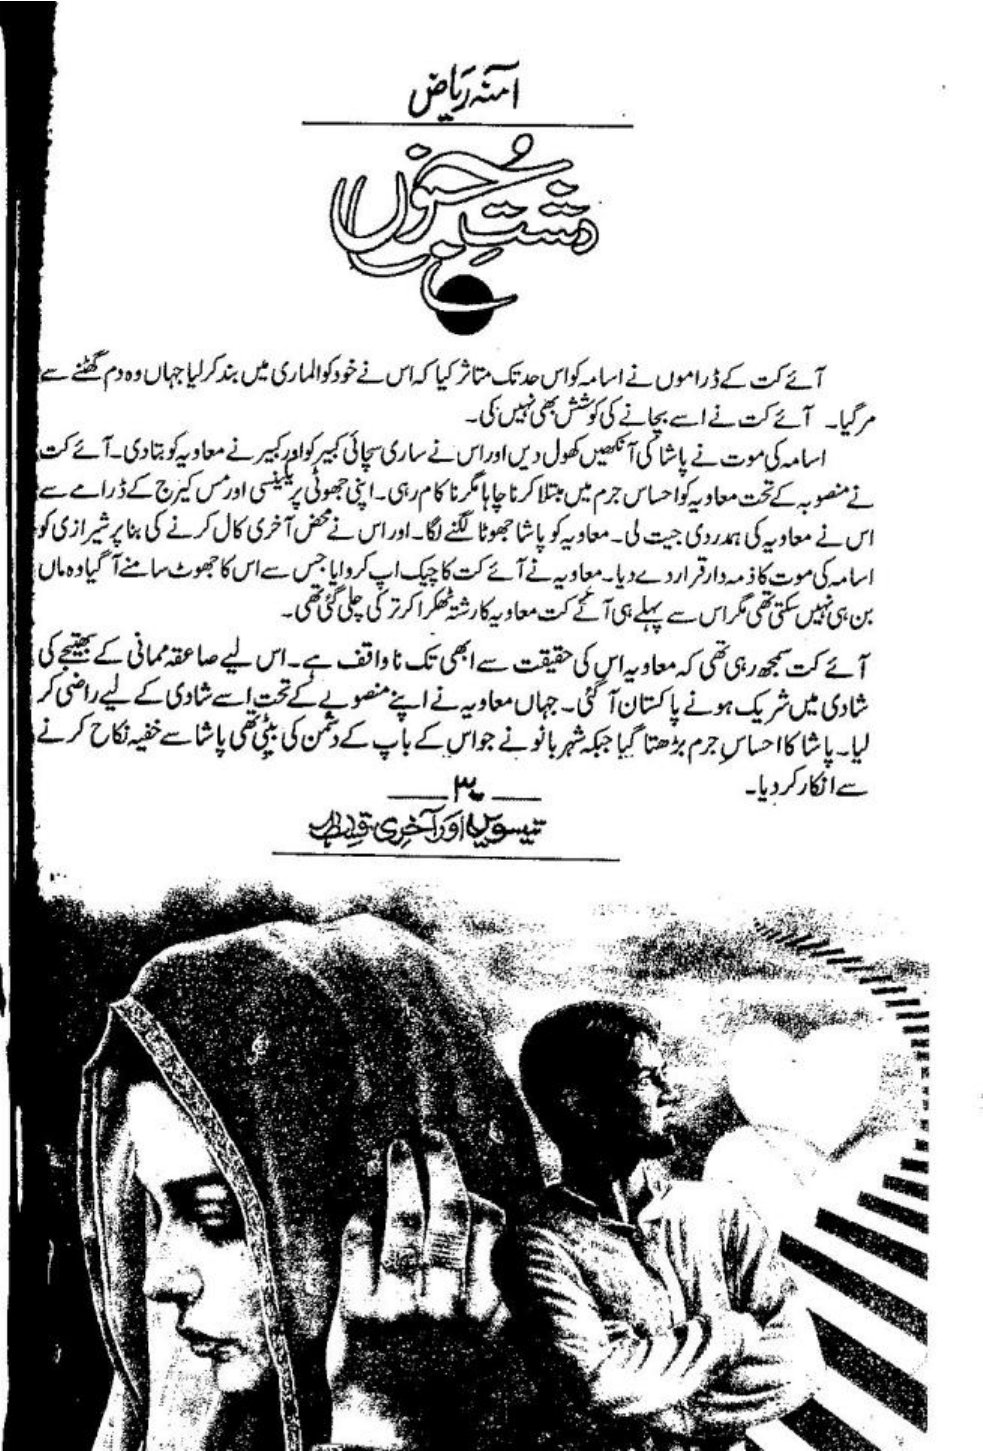 آمنہ ریاض
دشتِ جنوں
آئے کت کے ڈراموں نے اسامہ کو اس حد تک متاثر کیا کہ اس نے خود کو الماری میں بند کر لیا جہاں وہ دم گھٹنے سے
مر گیا۔ آئے کت نے اسے بچانے کی کوشش بھی نہیں کی۔
اسامہ کی موت نے پاشا کی آنکھیں کھول دیں اور اس نے ساری سچائی کبیر کو اور کبیر نے معاویہ کو بتا دی۔ آئے کت
نے منصوبہ کے تحت معاویہ کو احساس جرم میں مبتلا کرنا چاہا مگر ناکام رہی۔ اپنی جھوٹی پریگنینسی اور مس کیرج کے ڈرامے سے
اس نے معاویہ کی ہمدردی جیت لی۔ معاویہ کو پاشا جھوٹا لگنے لگا۔ اور اس نے محض آخری کال کرنے کی بنا پر شیرازی کو
اسامہ کی موت کا ذمہ دار قرار دے دیا۔ معاویہ نے آئے کت کا چیک اپ کروایا جس سے اس کا جھوٹ سامنے آ گیا وہ ماں
بن ہی نہیں سکتی تھی مگر اس سے پہلے ہی آئے کت معاویہ کا رشتہ ٹھکرا کر ترکی چلی گئی تھی۔
آئے کت سمجھ رہی تھی کہ معاویہ اس کی حقیقت سے ابھی تک ناواقف ہے۔ اس لیے صاعقہ ممانی کے بھتیجے کی
شادی میں شریک ہونے پاکستان آ گئی۔ جہاں معاویہ نے اپنے منصوبے کے تحت اسے شادی کے لیے راضی کر
لیا۔ پاشا کا احساسِ جرم بڑھتا گیا جبکہ شہر بانو نے جو اس کے باپ کے دشمن کی بیٹی تھی پاشا سے خفیہ نکاح کرنے
سے انکار کر دیا۔
۳۰
تیسویں اور آخری قسط